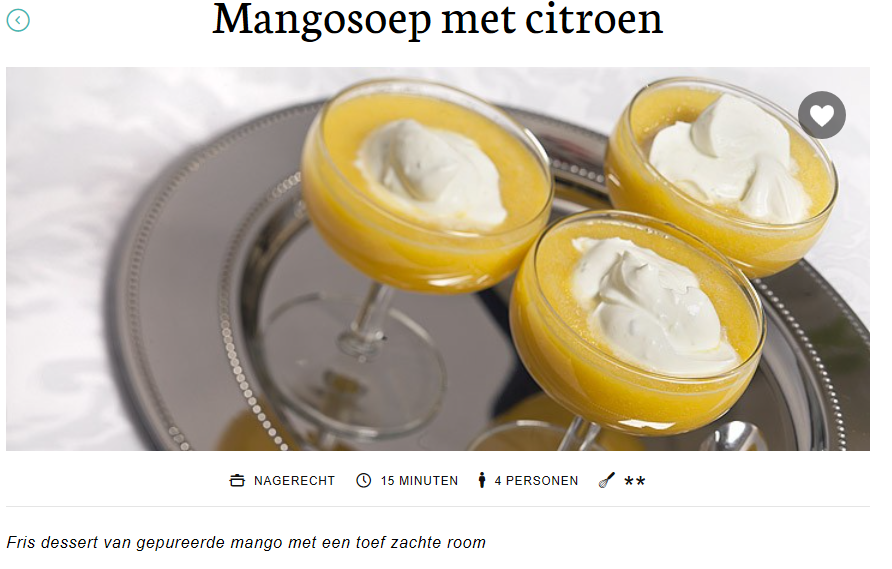 Mangosoep met citroen
NAGERECHT 15 MINUTEN 4 PERSONEN **
Fris dessert van gepureerde mango met een toef zachte room